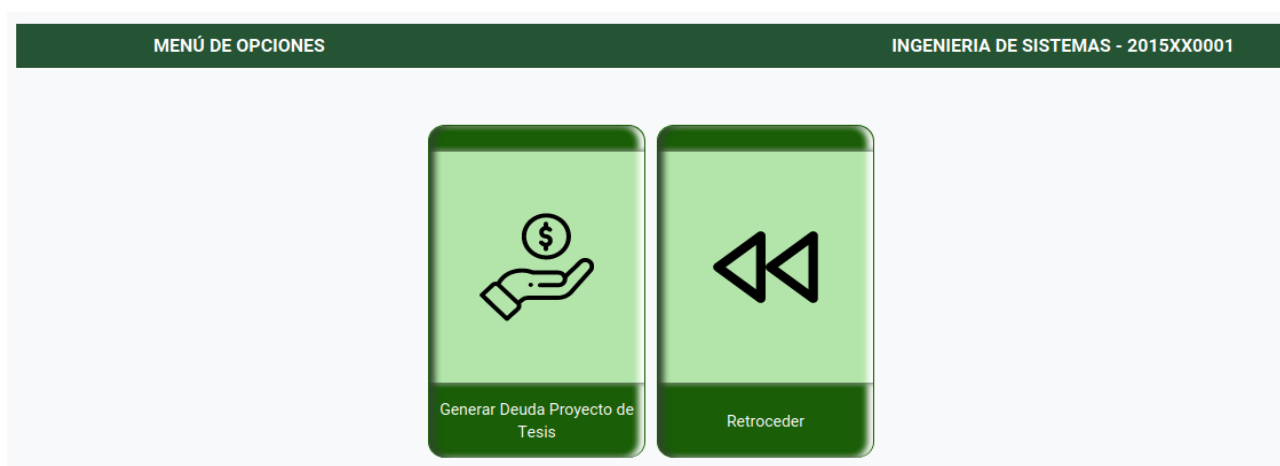 MENÚ DE OPCIONES
INGENIERIA DE SISTEMAS - 2015XX0001
$
Generar Deuda Proyecto de
Tesis
Retroceder